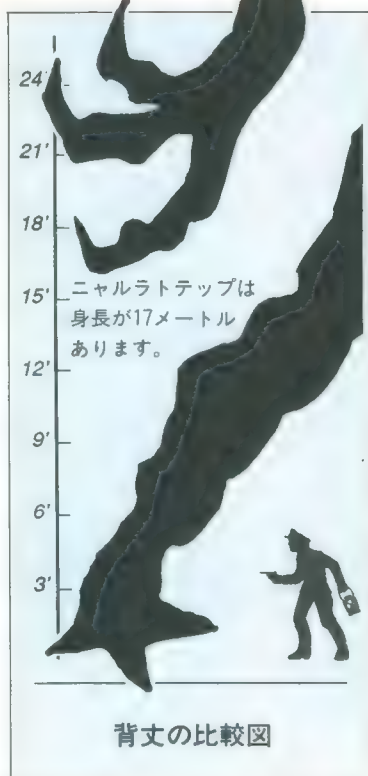 24'
21'
18'
15'
12'
9'
6'
3'
ニャルラトテップは
身長が17メートル
あります。
背丈の比較図